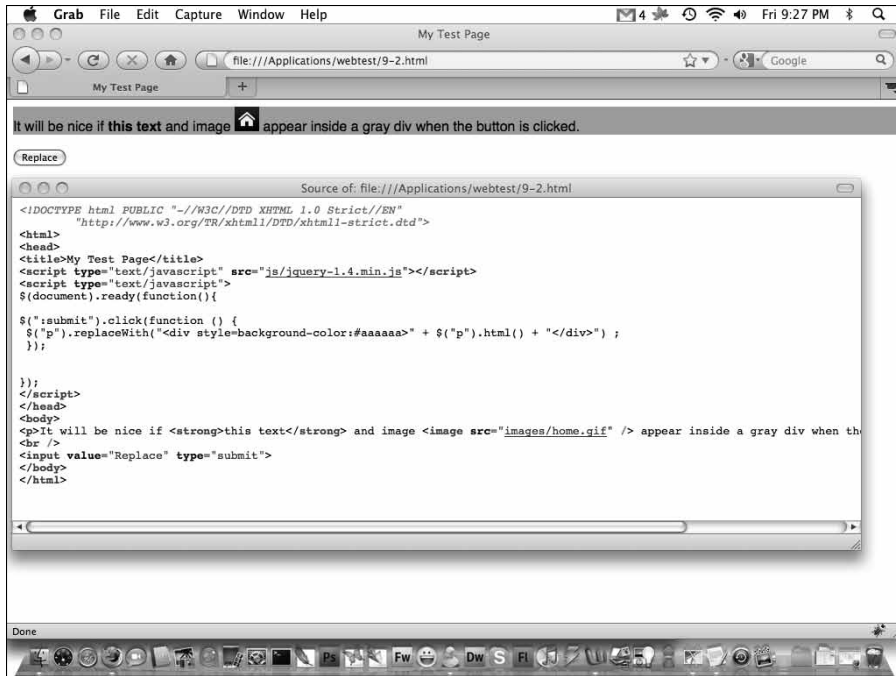 Grab File Edit Capture Window Help 4 Fri 9:27 PM
My Test Page
file:///Applications/webtest/9-2.html Google
My Test Page +
It will be nice if this text and image appear inside a gray div when the button is clicked.
Replace
Source of: file:///Applications/webtest/9-2.html
<!DOCTYPE html PUBLIC "-//W3C//DTD XHTML 1.0 Strict//EN"
"http://www.w3.org/TR/xhtml1/DTD/xhtml1-strict.dtd">
<html>
<head>
<title>My Test Page</title>
<script type="text/javascript" src="js/jquery-1.4.min.js"></script>
<script type="text/javascript">
$(document).ready(function(){
$(":submit").click(function () {
$("p").replaceWith("<div style=background-color:#aaaaaa>" + $("p").html() + "</div>") ;
});
});
</script>
</head>
<body>
<p>It will be nice if <strong>this text</strong> and image <image src="images/home.gif" /> appear inside a gray div when the
<br />
<input value="Replace" type="submit">
</body>
</html>
Done
Ps Fw Dw S Fl